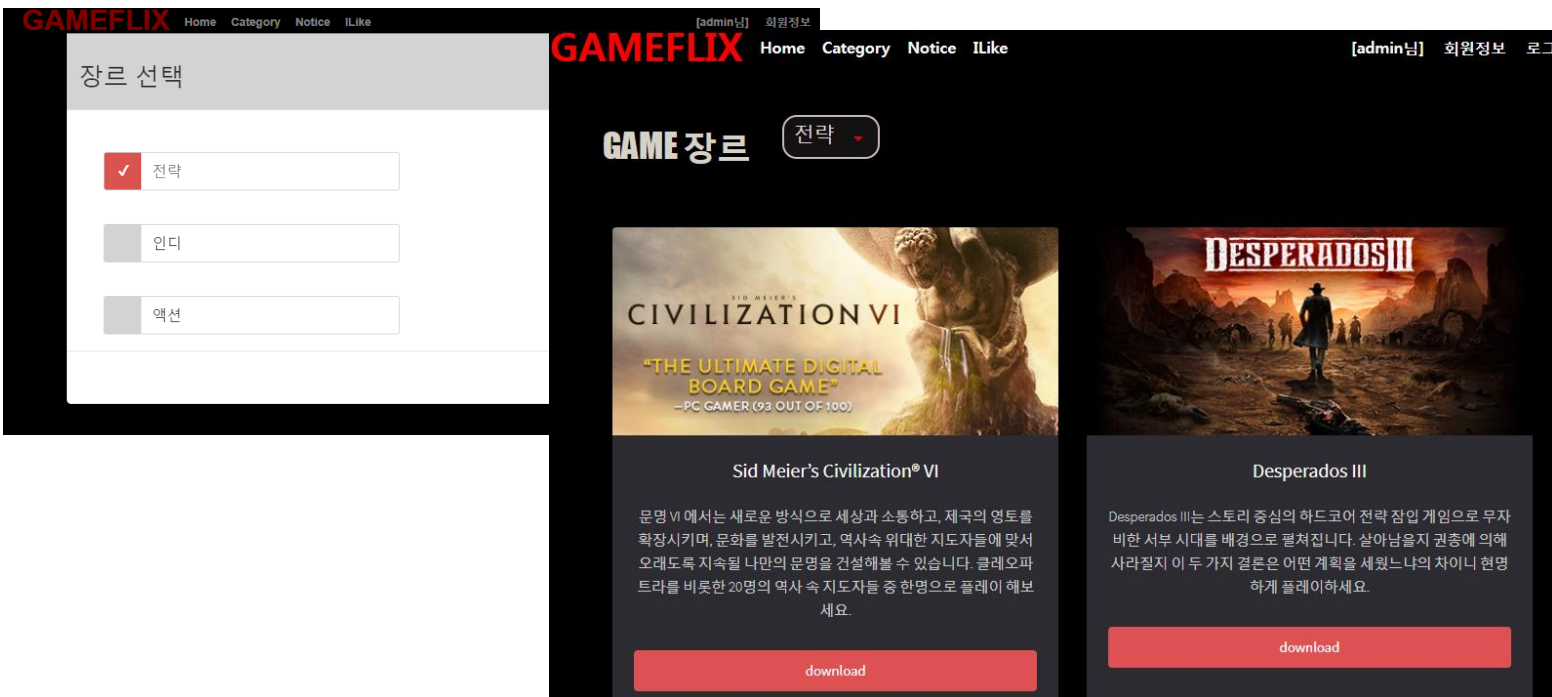 GAMEFLIX Home Category Notice ILike [admin님] 회원정보
장르 선택
✓ 전략
인디
액션
GAMEFLIX Home Category Notice ILike [admin님] 회원정보 로그
GAME 장르 전략
SID MEIER'S
CIVILIZATION VI
“THE ULTIMATE DIGITAL
BOARD GAME”
—PC GAMER (93 OUT OF 100)
Sid Meier’s Civilization® VI
문명 VI 에서는 새로운 방식으로 세상과 소통하고, 제국의 영토를
확장시키며, 문화를 발전시키고, 역사속 위대한 지도자들에 맞서
오래도록 지속될 나만의 문명을 건설해볼 수 있습니다. 클레오파
트라를 비롯한 20명의 역사 속 지도자들 중 한명으로 플레이 해보
세요.
download
DESPERADOS III
Desperados III
Desperados III는 스토리 중심의 하드코어 전략 잠입 게임으로 무자
비한 서부 시대를 배경으로 펼쳐집니다. 살아남을지 권총에 의해
사라질지 이 두 가지 결론은 어떤 계획을 세웠느냐의 차이니 현명
하게 플레이하세요.
download